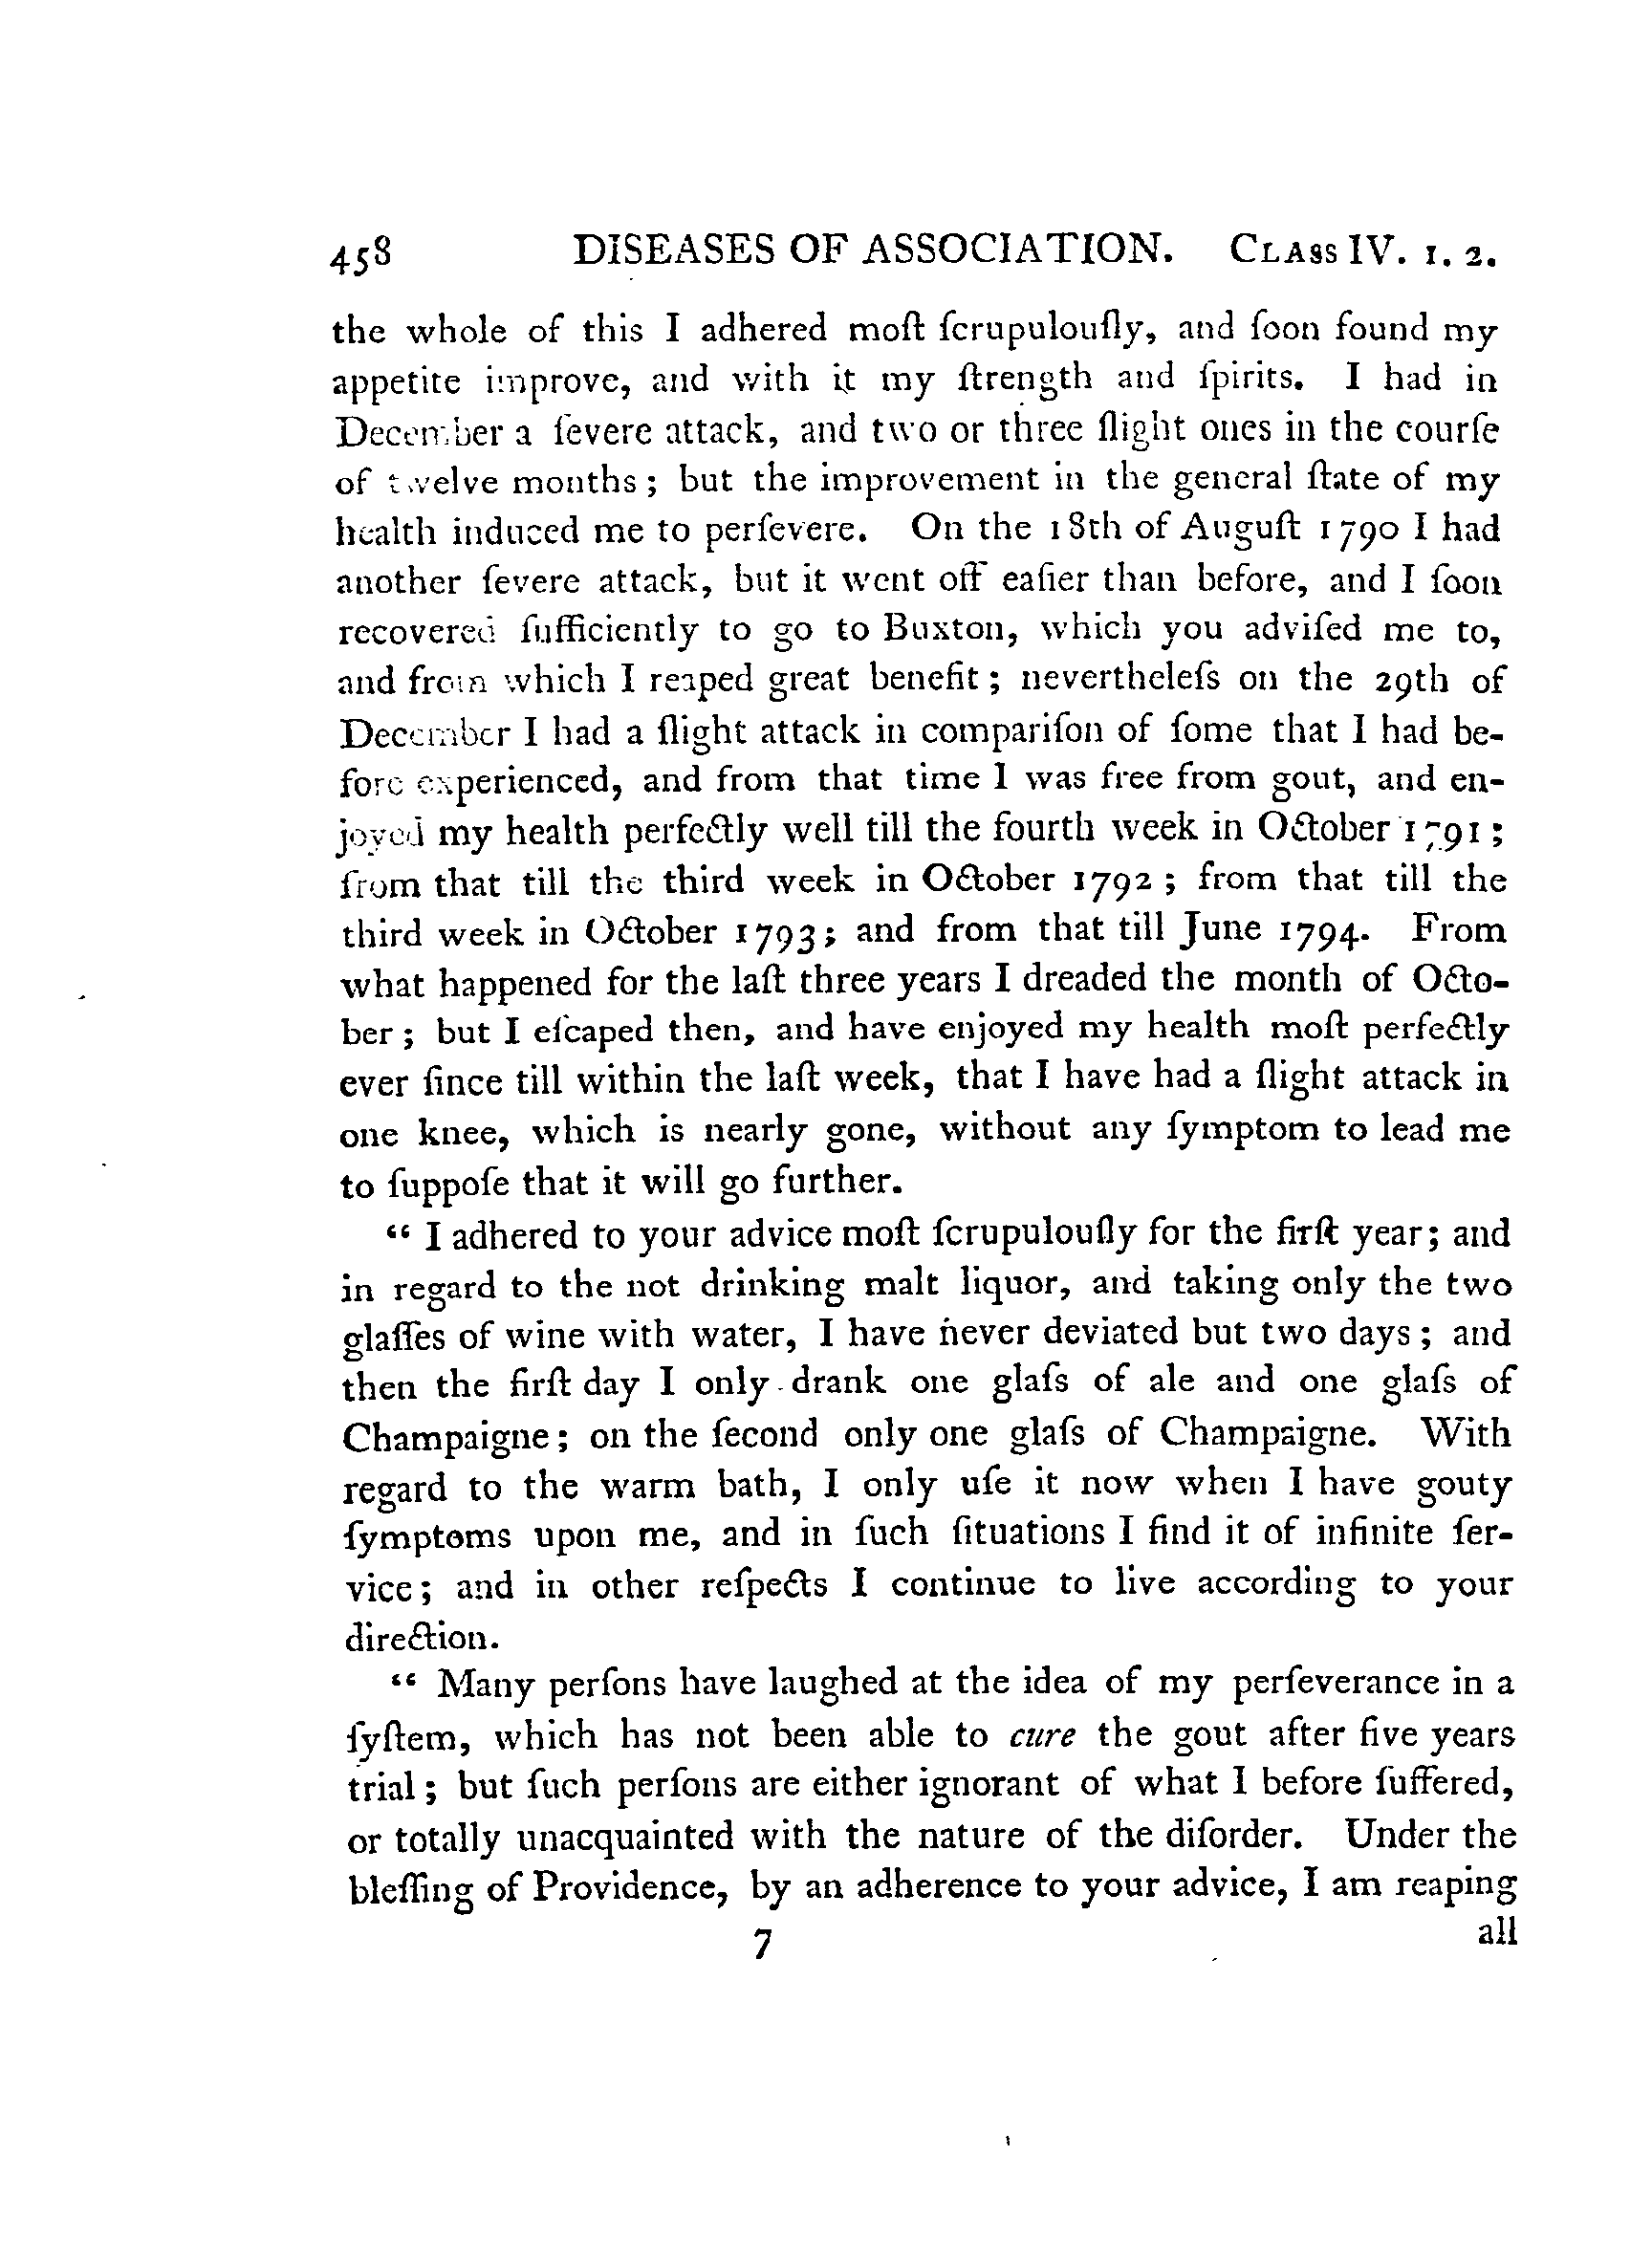 458 DISEASES OF ASSOCIATION. CLASS IV. 1. 2.
the whole of this I adhered moſt ſcrupulouſly, and ſoon found my
appetite improve, and with it my ſtrength and ſpirits. I had in
December a ſevere attack, and two or three ſlight ones in the courſe
of twelve months; but the improvement in the general ſtate of my
health induced me to perſevere. On the 18th of Auguſt 1790 I had
another ſevere attack, but it went off eaſier than before, and I ſoon
recovered ſufficiently to go to Buxton, which you adviſed me to,
and from which I reaped great benefit; nevertheleſs on the 29th of
December I had a ſlight attack in compariſon of ſome that I had be-
fore experienced, and from that time I was free from gout, and en-
joyed my health perfectly well till the fourth week in October 1791;
from that till the third week in October 1792; from that till the
third week in October 1793; and from that till June 1794. From
what happened for the laſt three years I dreaded the month of Octo-
ber; but I eſcaped then, and have enjoyed my health moſt perfectly
ever ſince till within the laſt week, that I have had a ſlight attack in
one knee, which is nearly gone, without any ſymptom to lead me
to ſuppoſe that it will go further.
“ I adhered to your advice moſt ſcrupulouſly for the firſt year; and
in regard to the not drinking malt liquor, and taking only the two
glaſſes of wine with water, I have never deviated but two days; and
then the firſt day I only drank one glaſs of ale and one glaſs of
Champaigne; on the ſecond only one glaſs of Champaigne. With
regard to the warm bath, I only uſe it now when I have gouty
ſymptoms upon me, and in ſuch ſituations I find it of infinite ſer-
vice; and in other reſpects I continue to live according to your
direction.
“ Many perſons have laughed at the idea of my perſeverance in a
ſyſtem, which has not been able to cure the gout after five years
trial; but ſuch perſons are either ignorant of what I before ſuffered,
or totally unacquainted with the nature of the diſorder. Under the
bleſſing of Providence, by an adherence to your advice, I am reaping
7 all